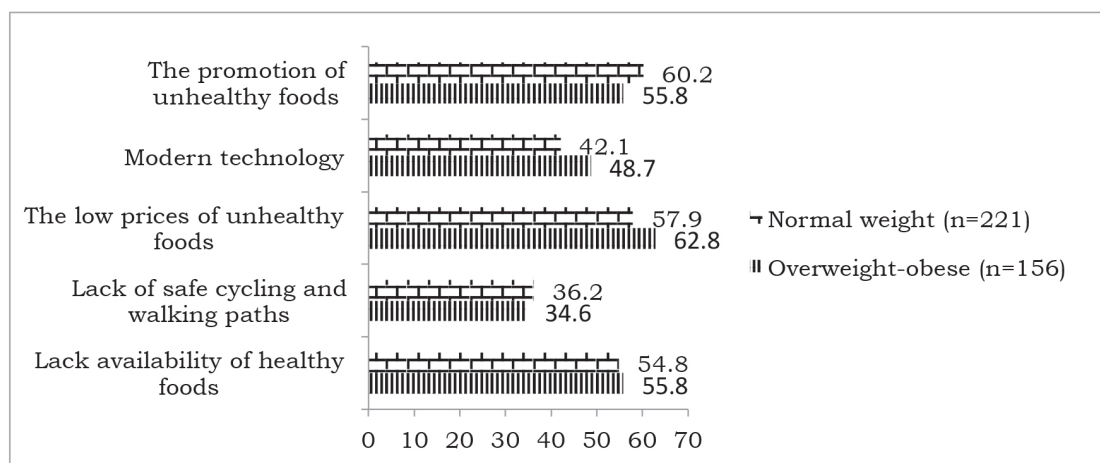 The promotion of
unhealthy foods
60.2
55.8
Modern technology
42.1
48.7
The low prices of unhealthy
foods
57.9
62.8
Lack of safe cycling and
walking paths
36.2
34.6
Lack availability of healthy
foods
54.8
55.8
0 10 20 30 40 50 60 70
Normal weight (n=221)
Overweight-obese (n=156)